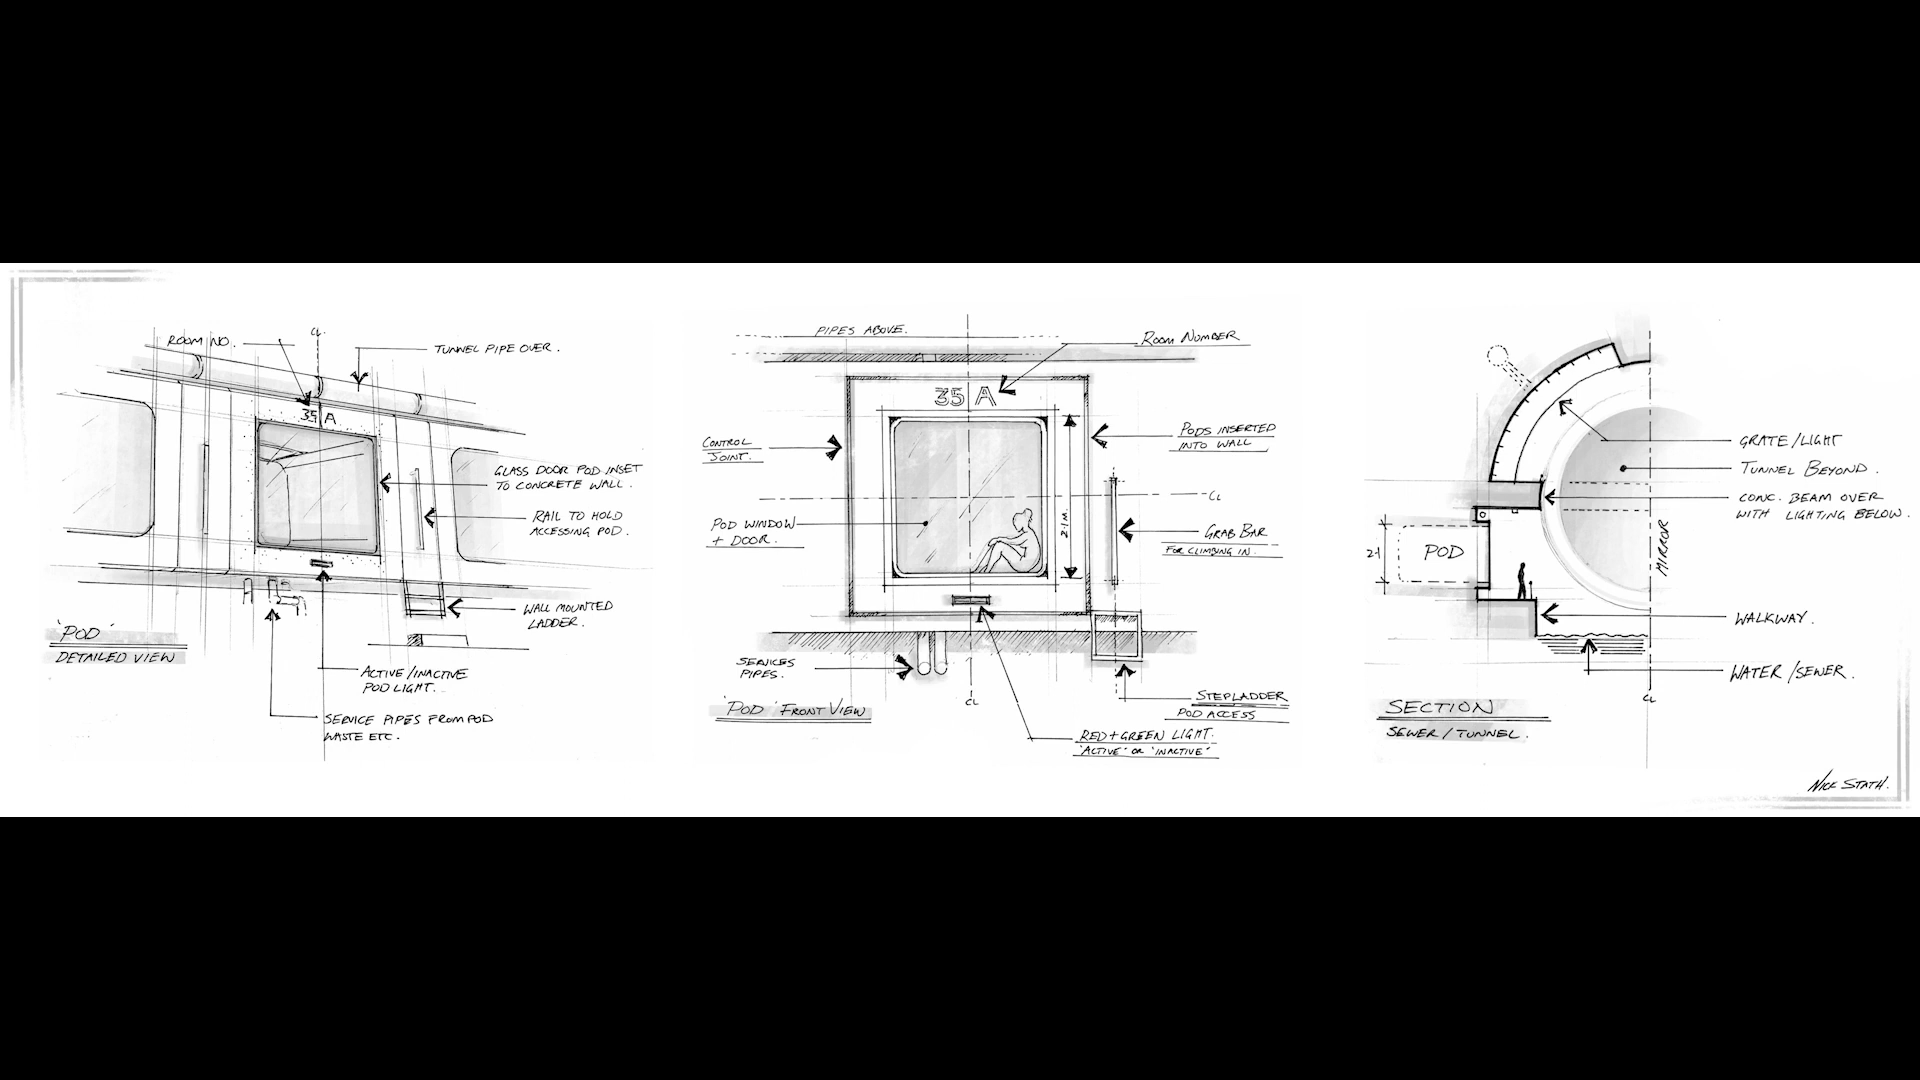 CL
ROOM NO.
TUNNEL PIPE OVER.
35 A
GLASS DOOR POD INSET
TO CONCRETE WALL.
RAIL TO HOLD
ACCESSING POD.
WALL MOUNTED
LADDER.
'POD'
DETAILED VIEW
ACTIVE/INACTIVE
POD LIGHT.
SERVICE PIPES FROM POD
WASTE ETC.
PIPES ABOVE.
ROOM NUMBER
35 A
CONTROL
JOINT.
PODS INSERTED
INTO WALL
CL
POD WINDOW
+ DOOR.
2.1M.
GRAB BAR
FOR CLIMBING IN.
SERVICES
PIPES.
STEPLADDER
POD ACCESS
CL
'POD' FRONT VIEW
RED + GREEN LIGHT.
'ACTIVE' OR 'INACTIVE'
GRATE/LIGHT
TUNNEL BEYOND.
CONC. BEAM OVER
WITH LIGHTING BELOW.
MIRROR
2.1
POD
WALKWAY.
WATER/SEWER.
CL
SECTION
SEWER/TUNNEL.
NICK STATH.